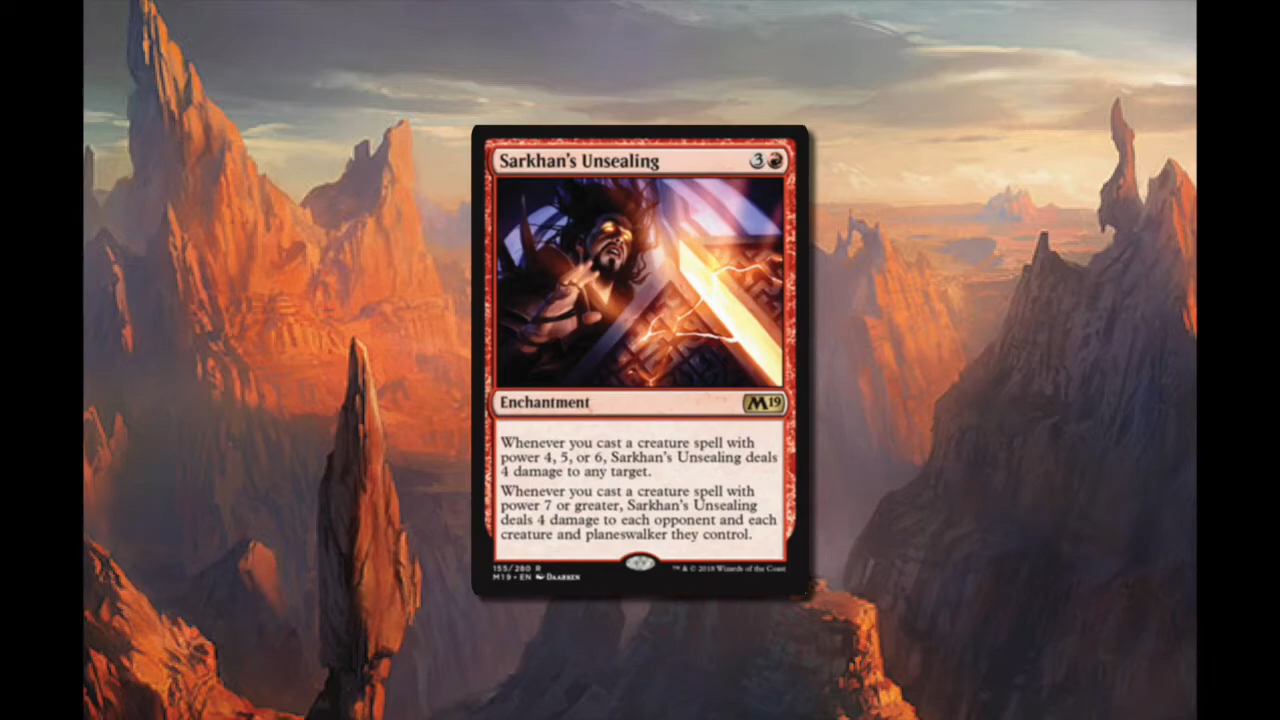 Sarkhan's Unsealing 3
Enchantment M19
Whenever you cast a creature spell with
power 4, 5, or 6, Sarkhan's Unsealing deals
4 damage to any target.
Whenever you cast a creature spell with
power 7 or greater, Sarkhan's Unsealing
deals 4 damage to each opponent and each
creature and planeswalker they control.
155/280 R
M19 • EN DAARKEN ™ & © 2018 Wizards of the Coast